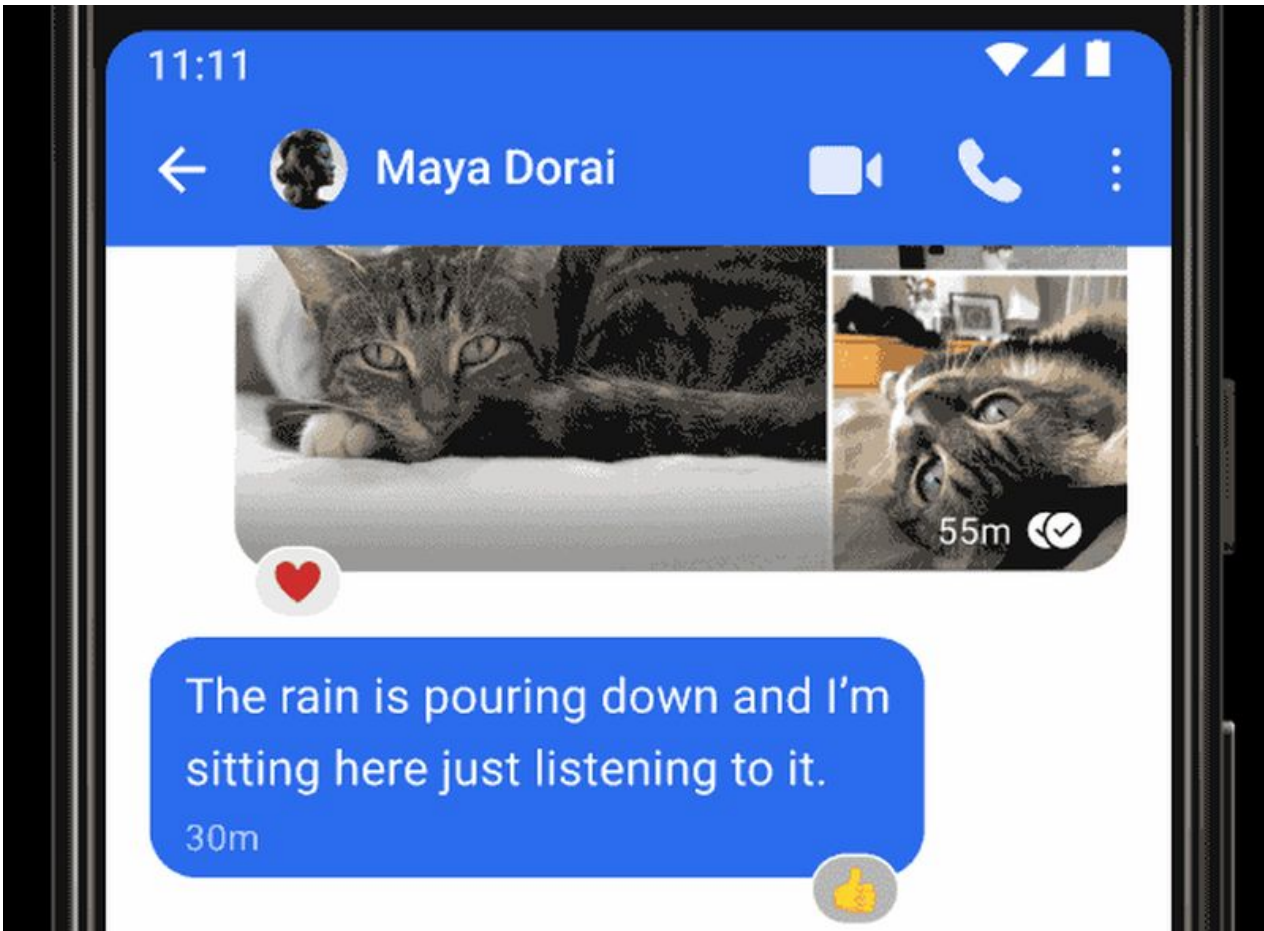 11:11
Maya Dorai
55m
The rain is pouring down and I’m
sitting here just listening to it.
30m